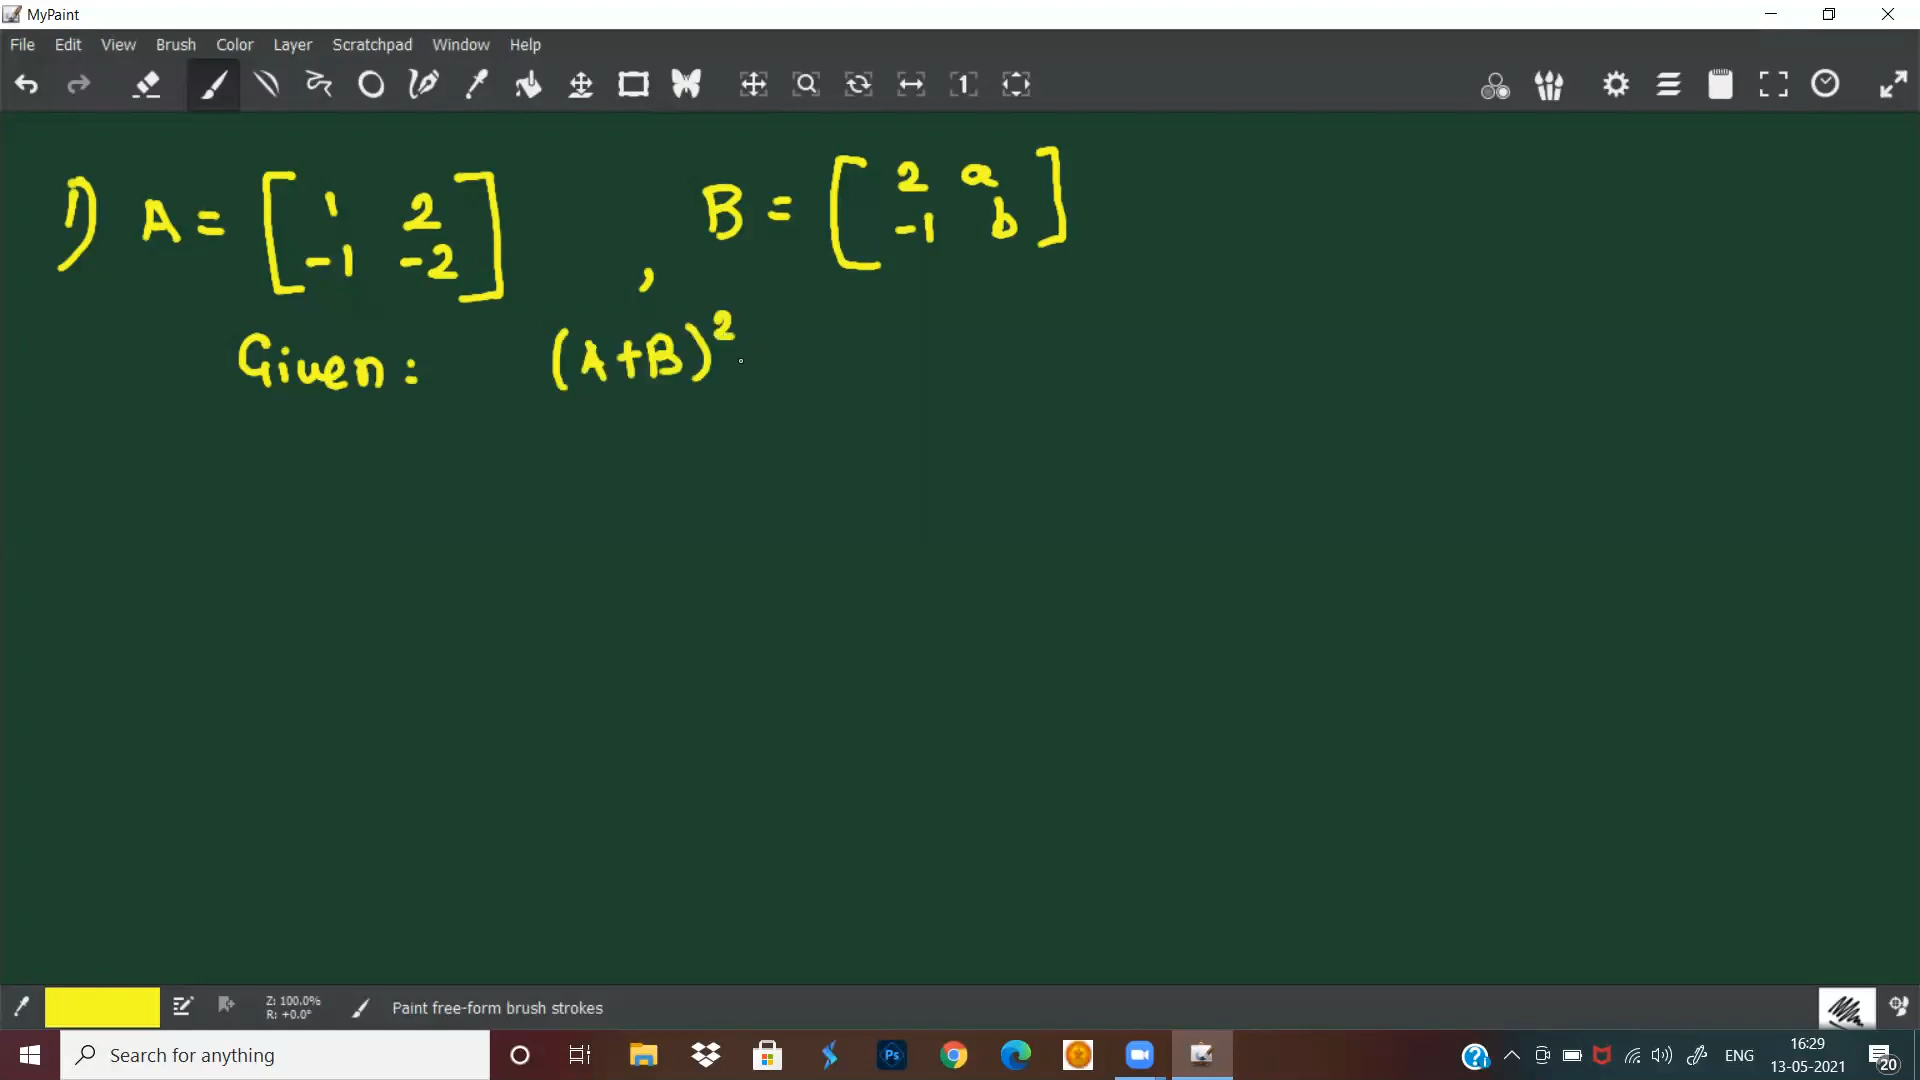 MyPaint
File Edit View Brush Color Layer Scratchpad Window Help
1) A = [ 1 2
-1 -2 ] , B = [ 2 a
-1 b ]
Given: (A+B)²
Z: 100.0%
R: +0.0°
Paint free-form brush strokes
Search for anything
Ps
ENG
16:29
13-05-2021
20